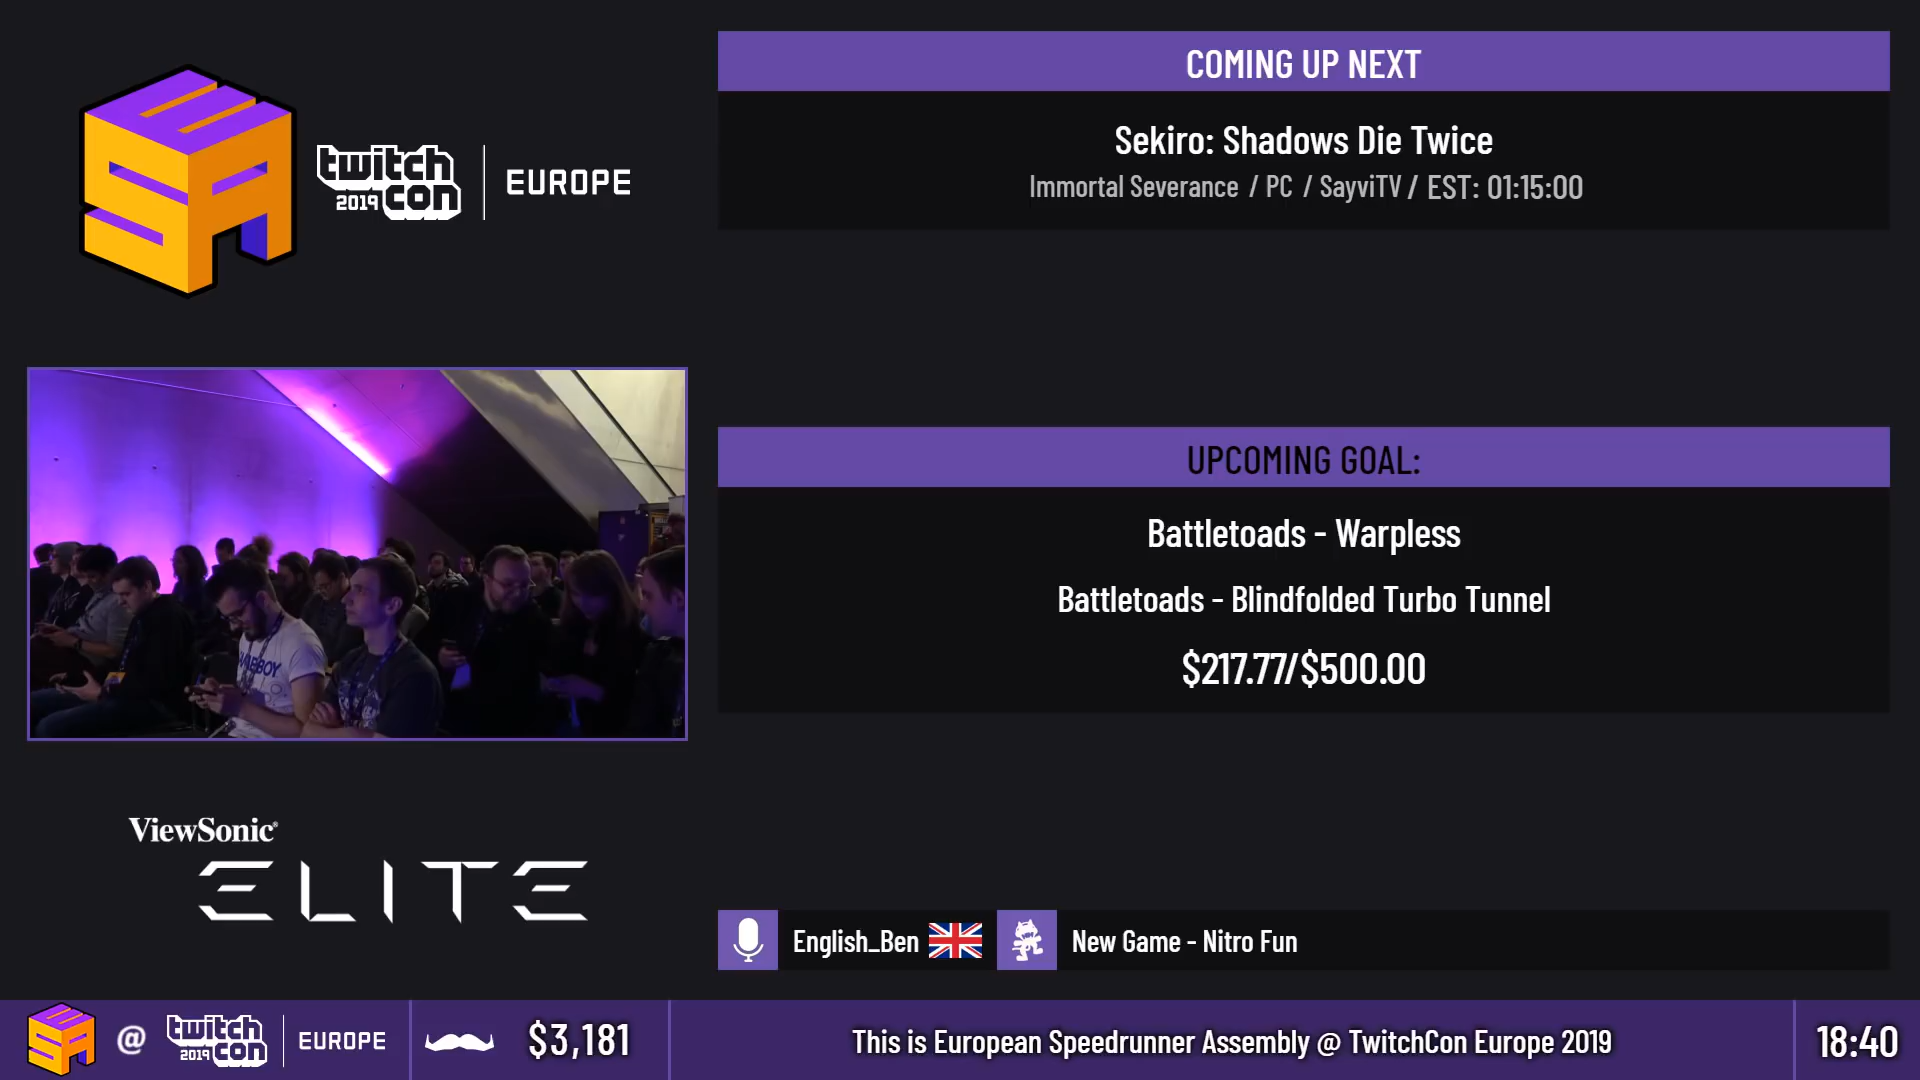 COMING UP NEXT
Sekiro: Shadows Die Twice
Immortal Severance / PC / SayviTV / EST: 01:15:00
ESA
twitch
2019 con
EUROPE
UPCOMING GOAL:
Battletoads - Warpless
Battletoads - Blindfolded Turbo Tunnel
$217.77/$500.00
ViewSonic®
ELITE
English_Ben
New Game - Nitro Fun
ESA
@
twitch
2019 con
EUROPE
$3,181
This is European Speedrunner Assembly @ TwitchCon Europe 2019
18:40